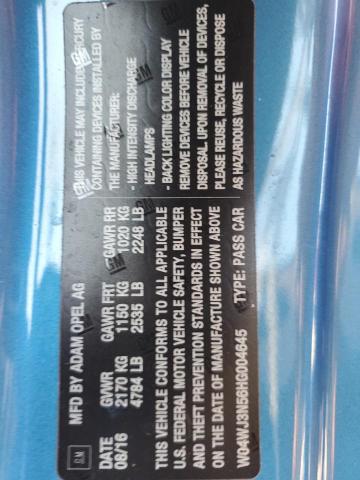 GM
MFD BY ADAM OPEL AG
DATE GVWR GAWR FRT GAWR RR
08/16 2170 KG 1150 KG 1020 KG
4784 LB 2535 LB 2248 LB
THIS VEHICLE CONFORMS TO ALL APPLICABLE
U.S. FEDERAL MOTOR VEHICLE SAFETY, BUMPER
AND THEFT PREVENTION STANDARDS IN EFFECT
ON THE DATE OF MANUFACTURE SHOWN ABOVE
W04WJ3N56HG004645 TYPE: PASS CAR
THIS VEHICLE MAY INCLUDE MERCURY
CONTAINING DEVICES INSTALLED BY
THE MANUFACTURER:
- HIGH INTENSITY DISCHARGE
HEADLAMPS
- BACK LIGHTING COLOR DISPLAY
REMOVE DEVICES BEFORE VEHICLE
DISPOSAL. UPON REMOVAL OF DEVICES,
PLEASE REUSE, RECYCLE OR DISPOSE
AS HAZARDOUS WASTE